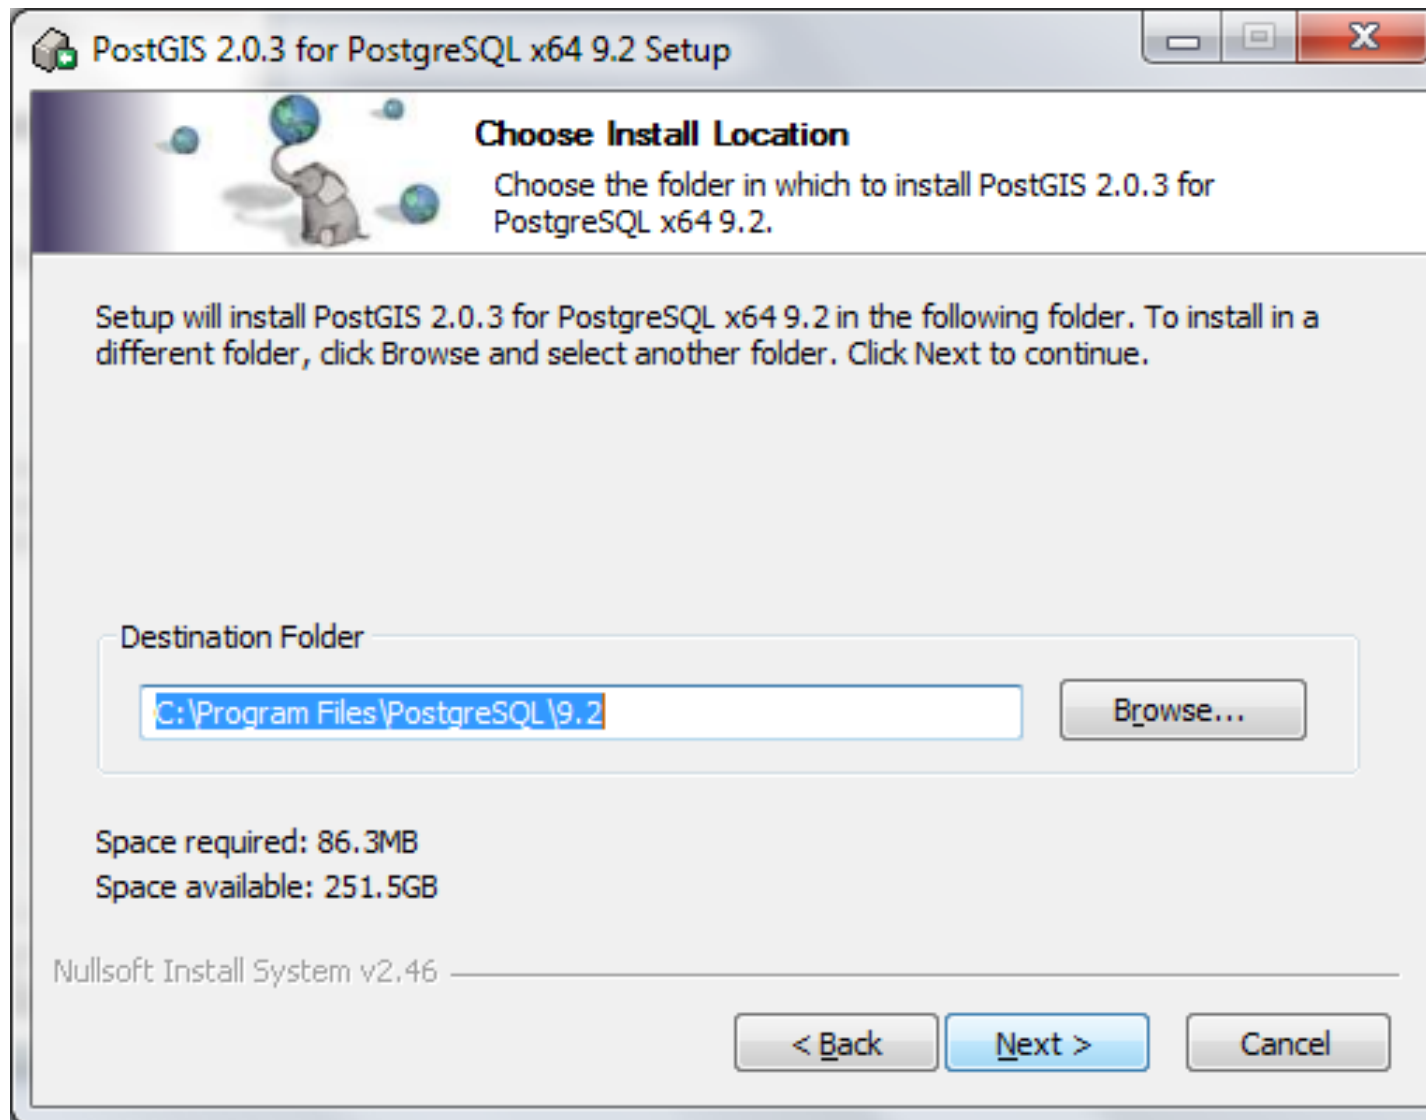 PostGIS 2.0.3 for PostgreSQL x64 9.2 Setup
Choose Install Location
Choose the folder in which to install PostGIS 2.0.3 for
PostgreSQL x64 9.2.
Setup will install PostGIS 2.0.3 for PostgreSQL x64 9.2 in the following folder. To install in a
different folder, click Browse and select another folder. Click Next to continue.
Destination Folder
C:\Program Files\PostgreSQL\9.2
Browse...
Space required: 86.3MB
Space available: 251.5GB
Nullsoft Install System v2.46
< Back
Next >
Cancel